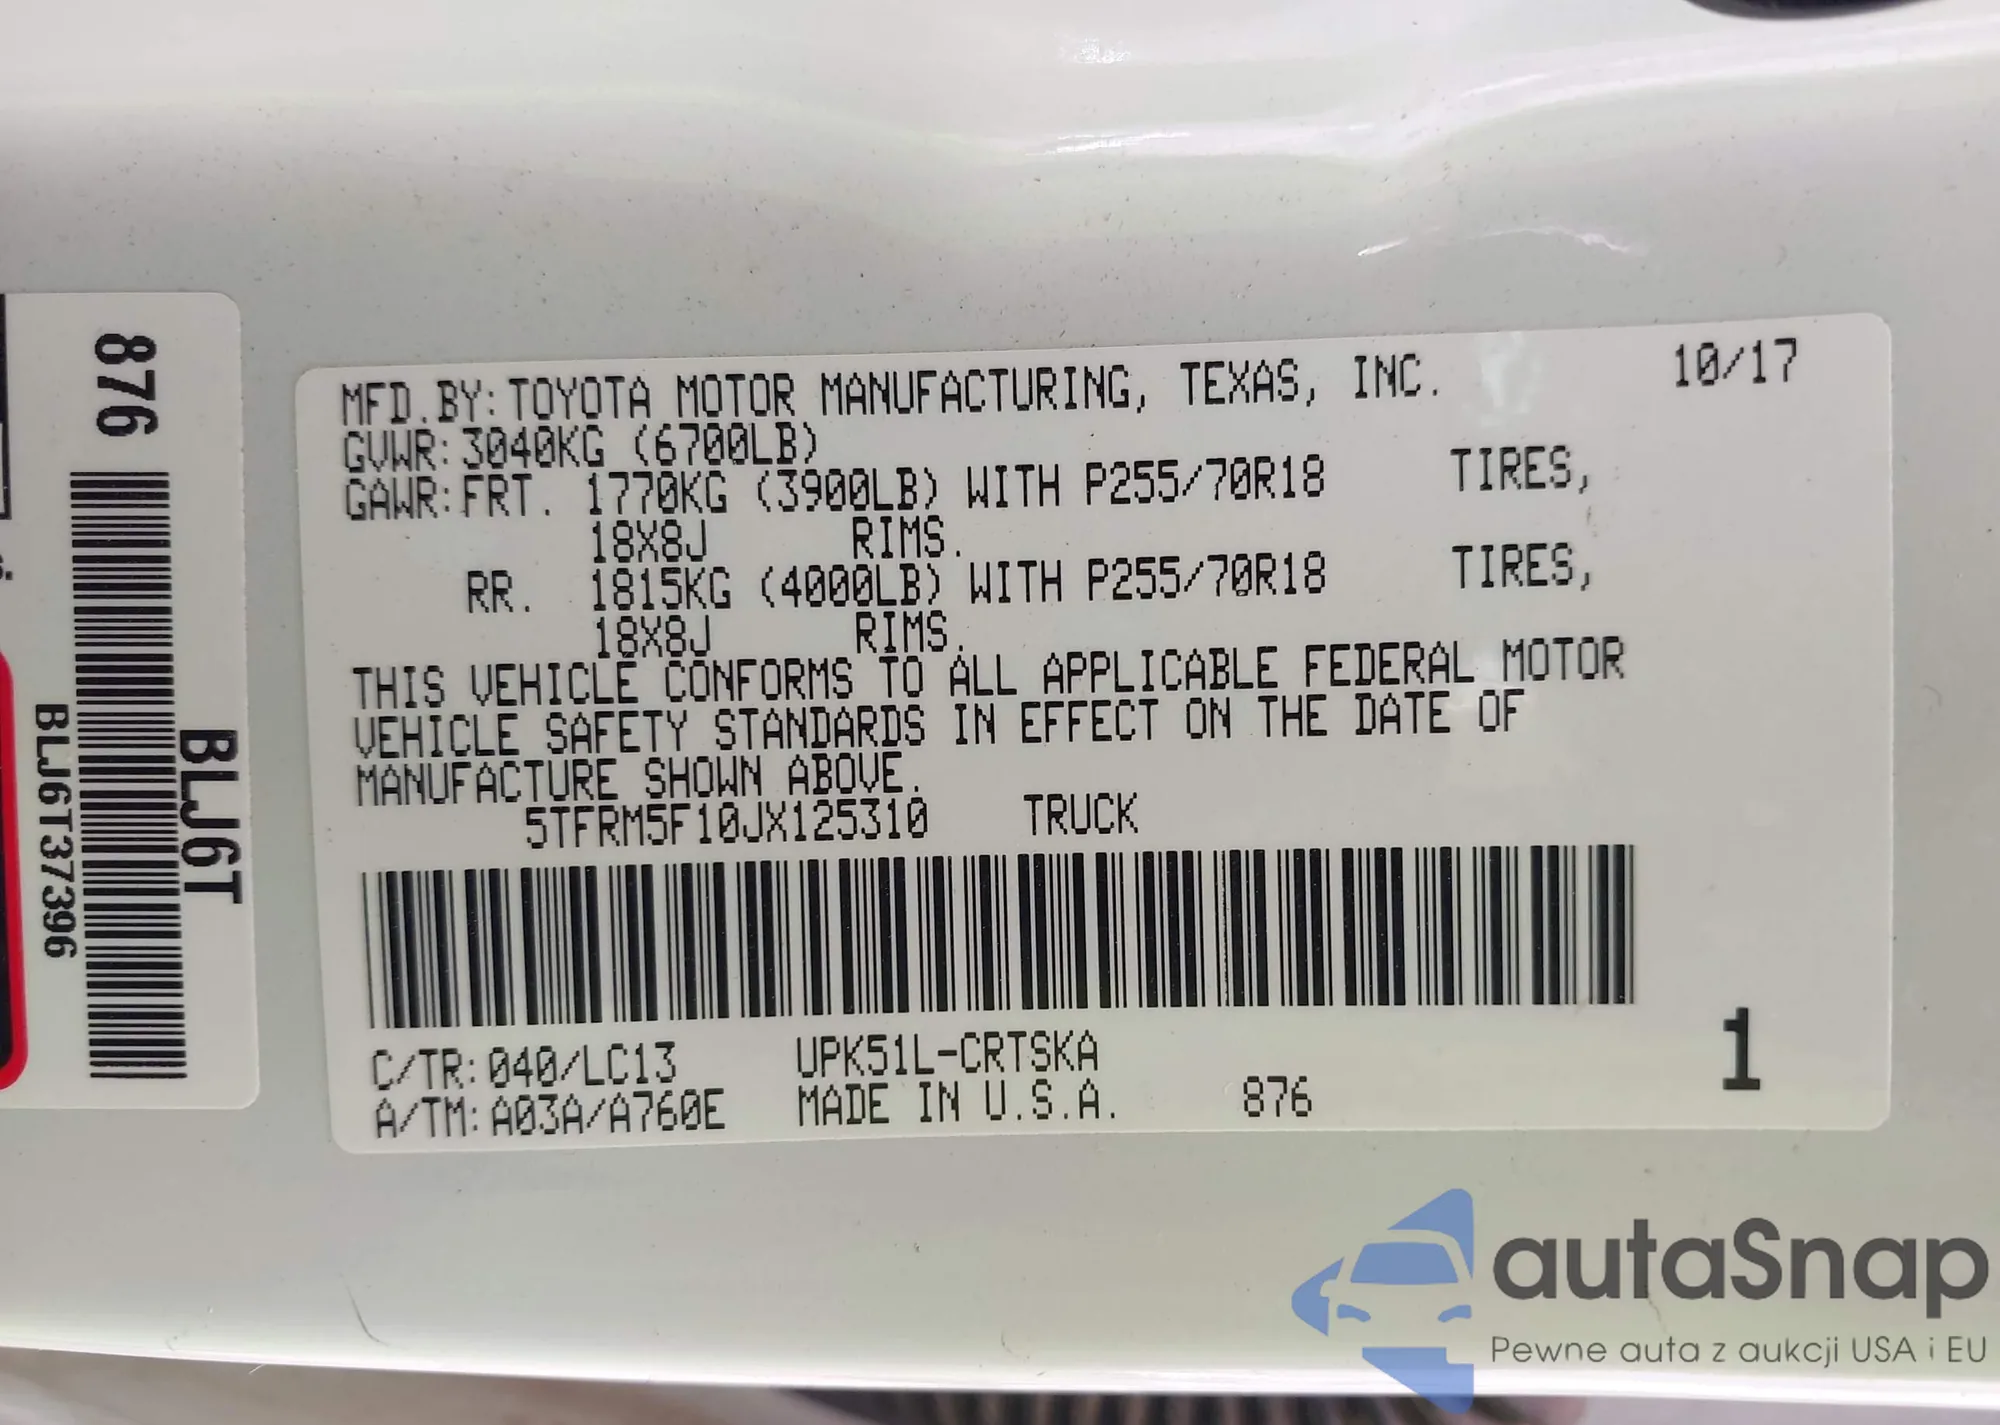 876
BLJ6T
BLJ6T37396
MFD.BY:TOYOTA MOTOR MANUFACTURING, TEXAS, INC. 10/17
GVWR:3040KG (6700LB)
GAWR:FRT. 1770KG (3900LB) WITH P255/70R18 TIRES,
18X8J RIMS.
RR. 1815KG (4000LB) WITH P255/70R18 TIRES,
18X8J RIMS.
THIS VEHICLE CONFORMS TO ALL APPLICABLE FEDERAL MOTOR
VEHICLE SAFETY STANDARDS IN EFFECT ON THE DATE OF
MANUFACTURE SHOWN ABOVE.
5TFRM5F10JX125310 TRUCK
C/TR:040/LC13 UPK51L-CRTSKA
A/TM:A03A/A760E MADE IN U.S.A. 876
1
autaSnap
Pewne auta z aukcji USA i EU